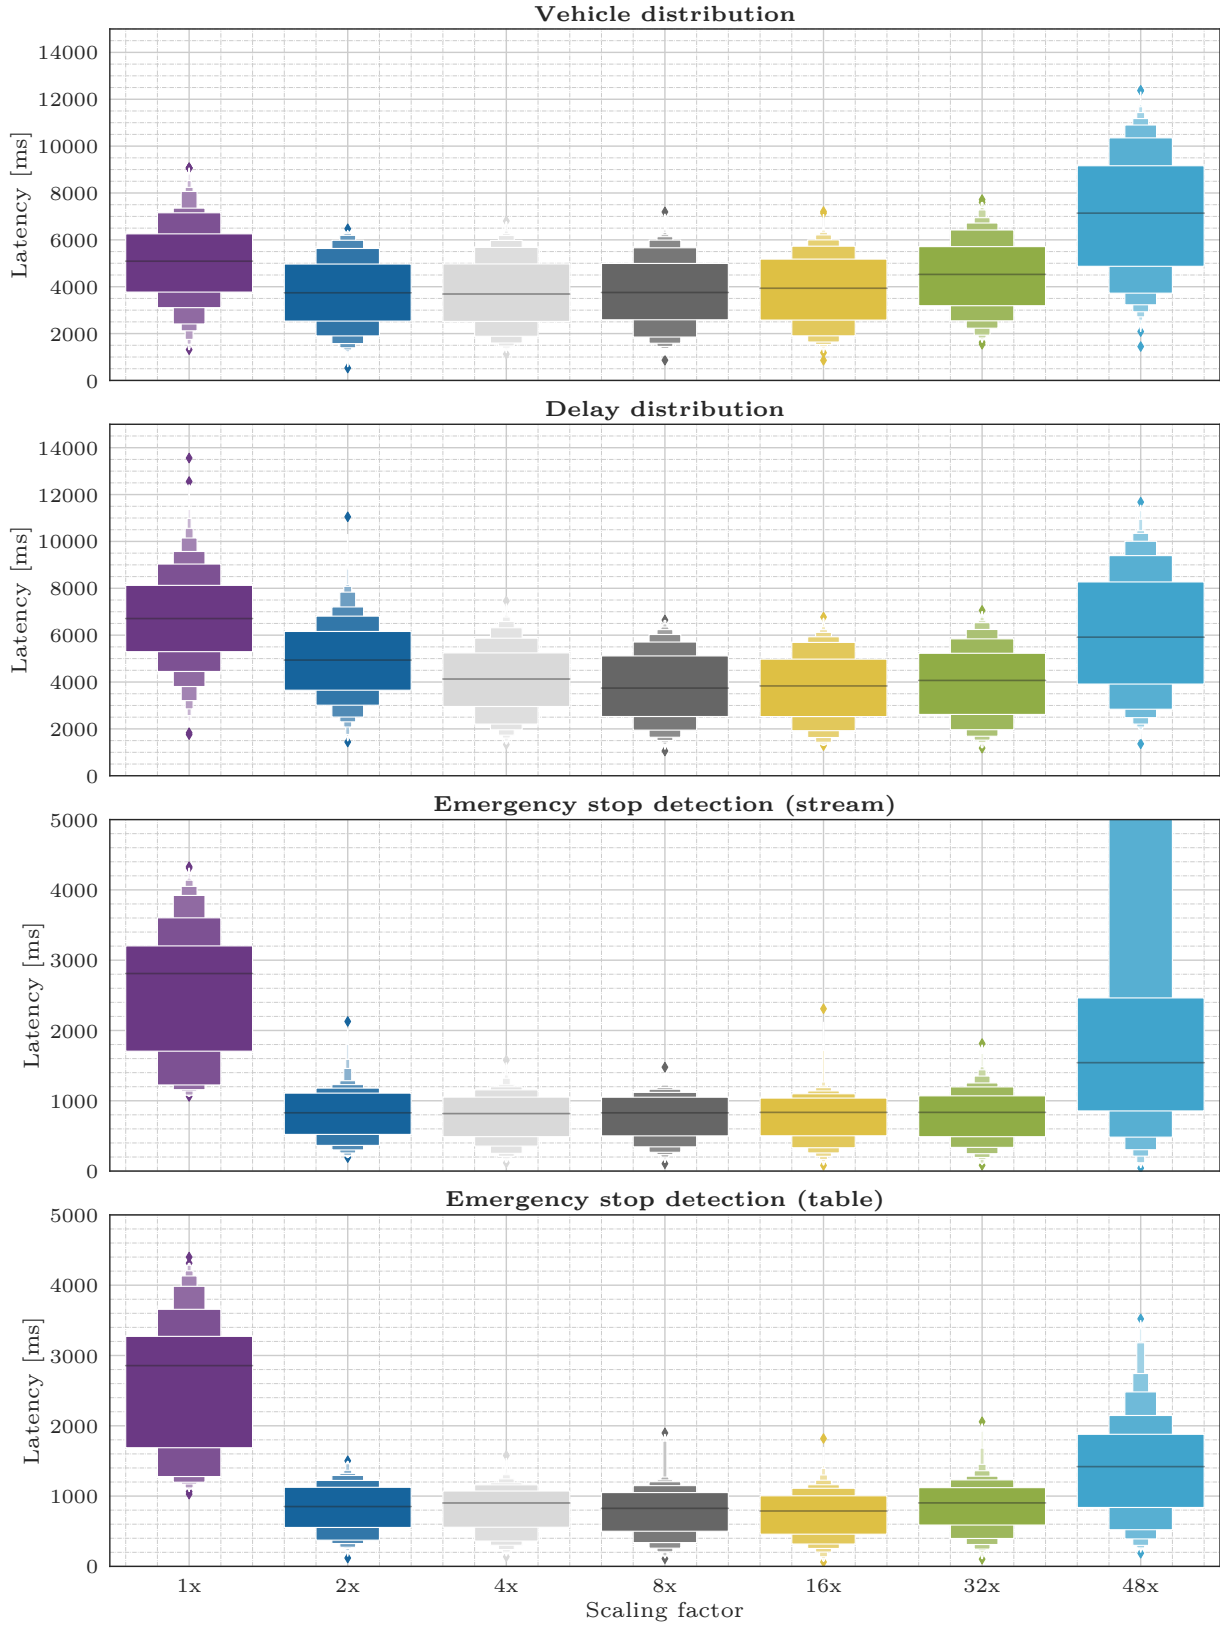 Vehicle distribution
14000
12000
10000
8000
6000
4000
2000
0
Latency [ms]
Delay distribution
14000
12000
10000
8000
6000
4000
2000
0
Latency [ms]
Emergency stop detection (stream)
5000
4000
3000
2000
1000
0
Latency [ms]
Emergency stop detection (table)
5000
4000
3000
2000
1000
0
Latency [ms]
1x 2x 4x 8x 16x 32x 48x
Scaling factor